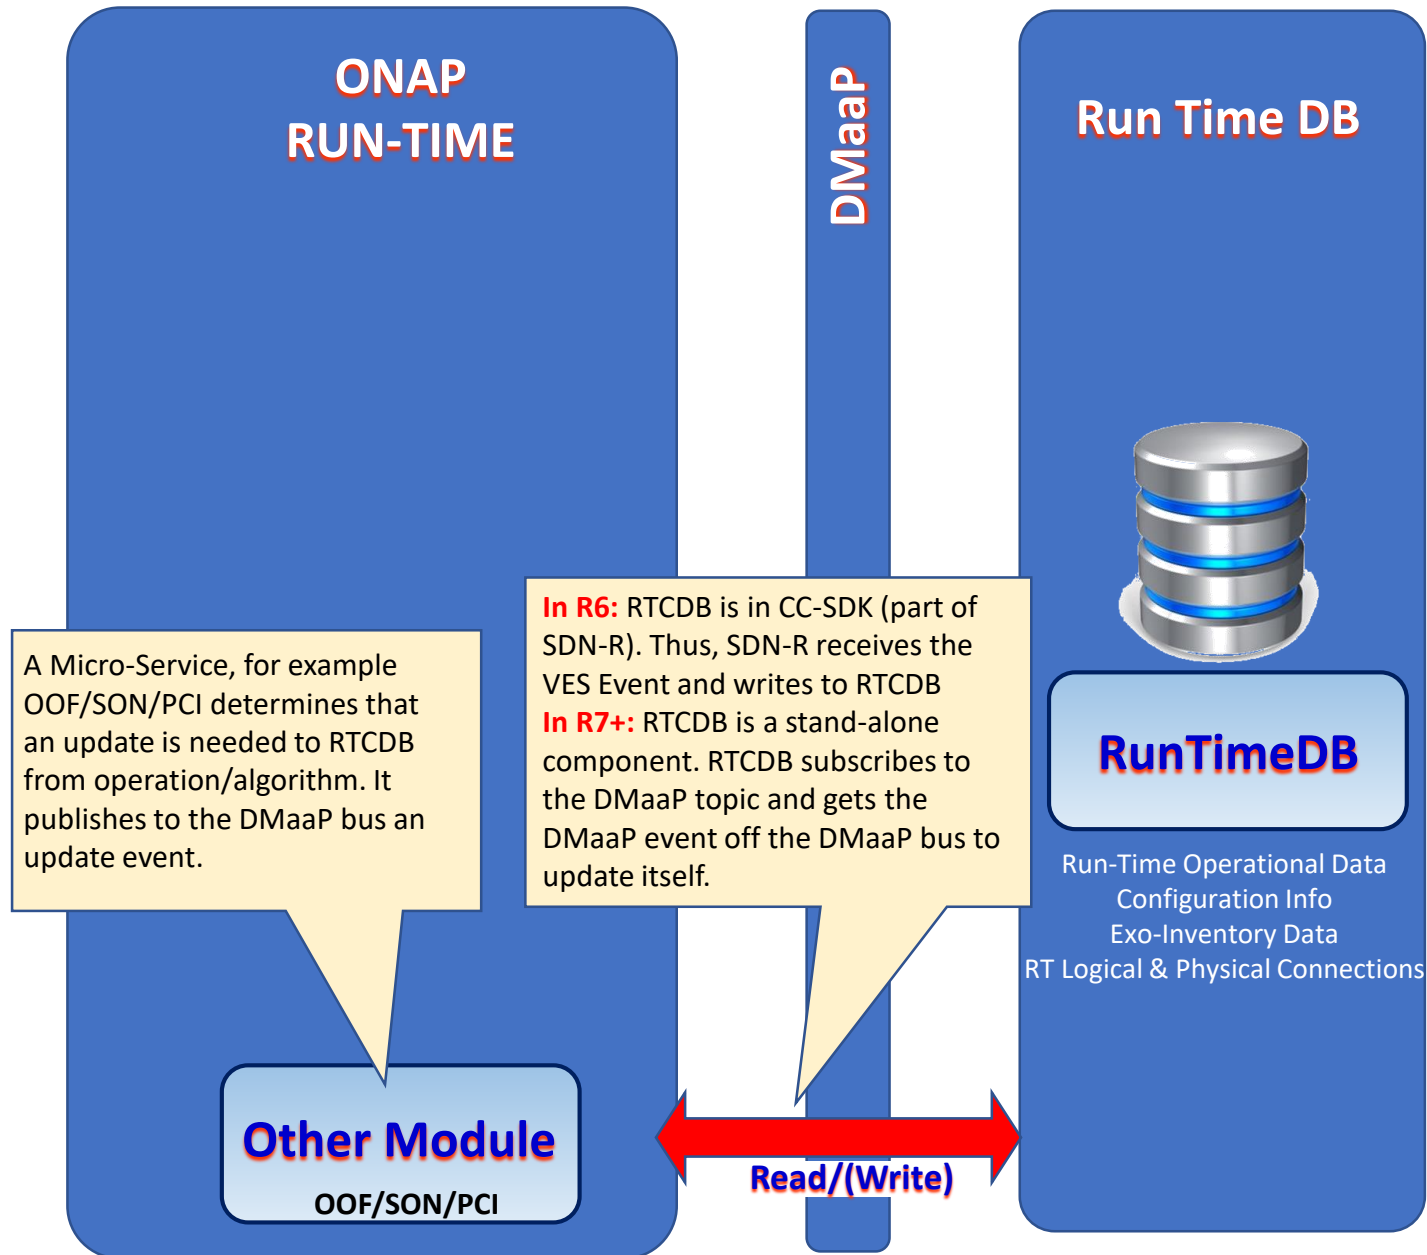 ONAP
RUN-TIME
DMaaP
Run Time DB
A Micro-Service, for example
OOF/SON/PCI determines that
an update is needed to RTCDB
from operation/algorithm. It
publishes to the DMaaP bus an
update event.
In R6: RTCDB is in CC-SDK (part of
SDN-R). Thus, SDN-R receives the
VES Event and writes to RTCDB
In R7+: RTCDB is a stand-alone
component. RTCDB subscribes to
the DMaaP topic and gets the
DMaaP event off the DMaaP bus to
update itself.
RunTimeDB
Run-Time Operational Data
Configuration Info
Exo-Inventory Data
RT Logical & Physical Connections
Other Module
OOF/SON/PCI
Read/(Write)